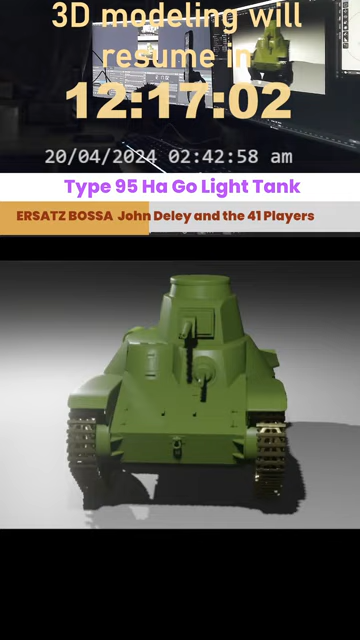 3D modeling will
resume in
12:17:02
20/04/2024 02:42:58 am
Type 95 Ha Go Light Tank
ERSATZ BOSSA John Deley and the 41 Players